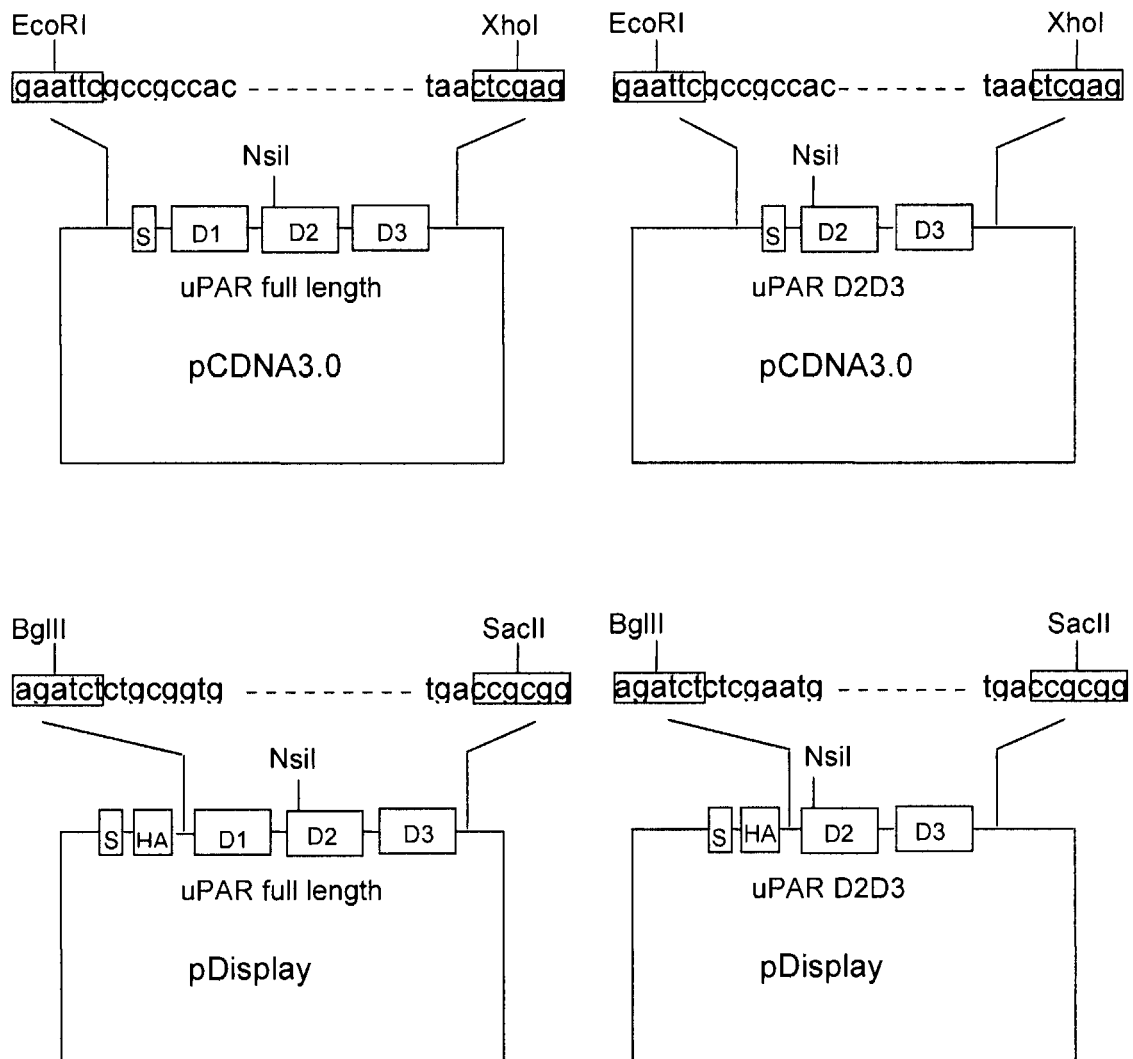 EcoRI XhoI
gaattcgccgccac - - - - - - - - - - taactcgag
NsiI
S D1 D2 D3
uPAR full length
pCDNA3.0
EcoRI XhoI
gaattcgccgccac - - - - - - - - taactcgag
NsiI
S D2 D3
uPAR D2D3
pCDNA3.0
BglII SacII
agatctctgcggtg - - - - - - - - - - tgaccgcgg
NsiI
S HA D1 D2 D3
uPAR full length
pDisplay
BglII SacII
agatctctcgaatg - - - - - - - - tgaccgcgg
NsiI
S HA D2 D3
uPAR D2D3
pDisplay